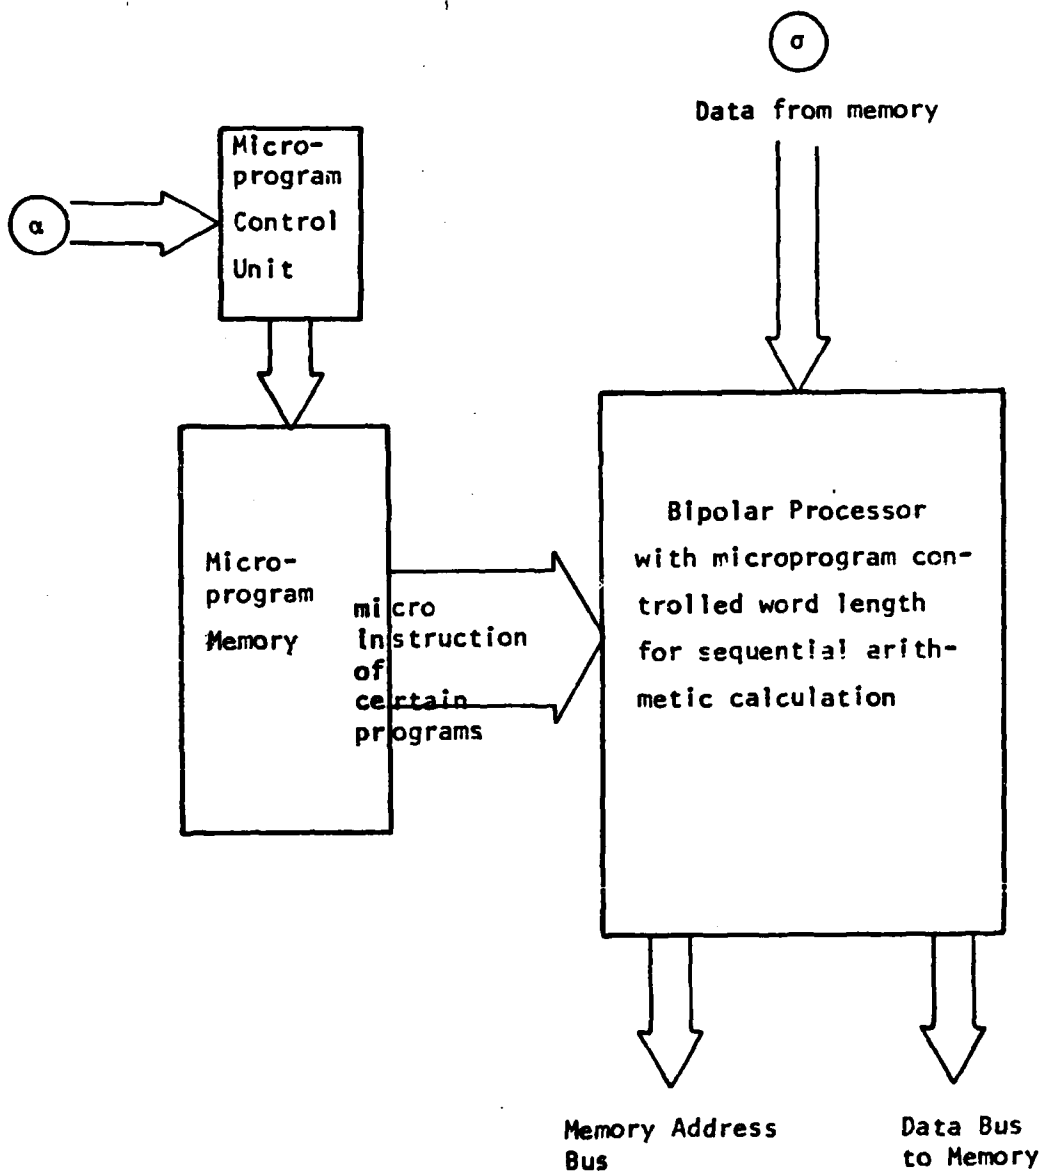 σ
Data from memory
Micro-
program
Control
Unit
α
Bipolar Processor
with microprogram con-
trolled word length
for sequential arith-
metic calculation
Micro-
program
Memory
micro
instruction
of
certain
programs
Memory Address
Bus
Data Bus
to Memory